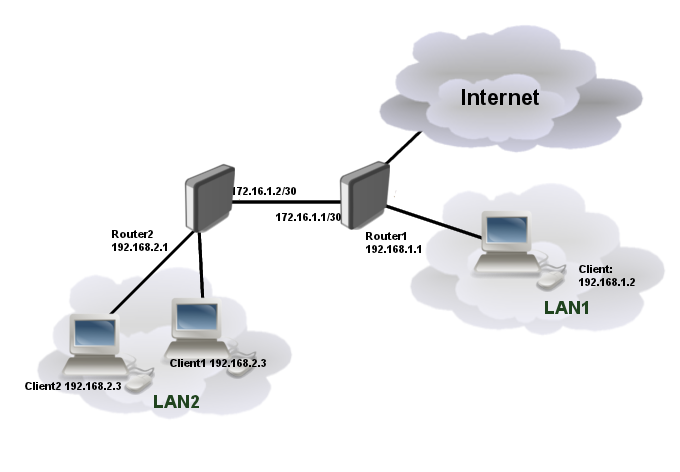 Internet
172.16.1.2/30
172.16.1.1/30
Router2
192.168.2.1
Router1
192.168.1.1
Client:
192.168.1.2
LAN1
Client1 192.168.2.3
Client2 192.168.2.3
LAN2